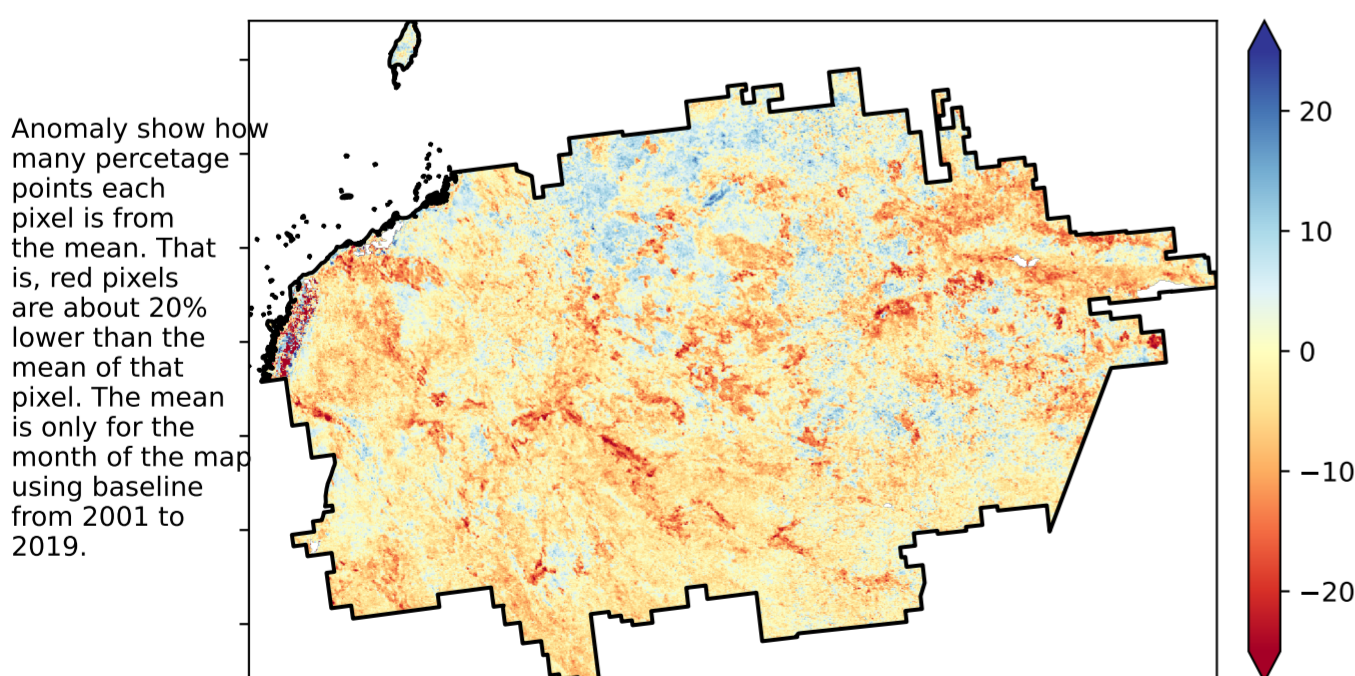 Anomaly show how
many percetage
points each
pixel is from
the mean. That
is, red pixels
are about 20%
lower than the
mean of that
pixel. The mean
is only for the
month of the map
using baseline
from 2001 to
2019.
20
10
0
−10
−20